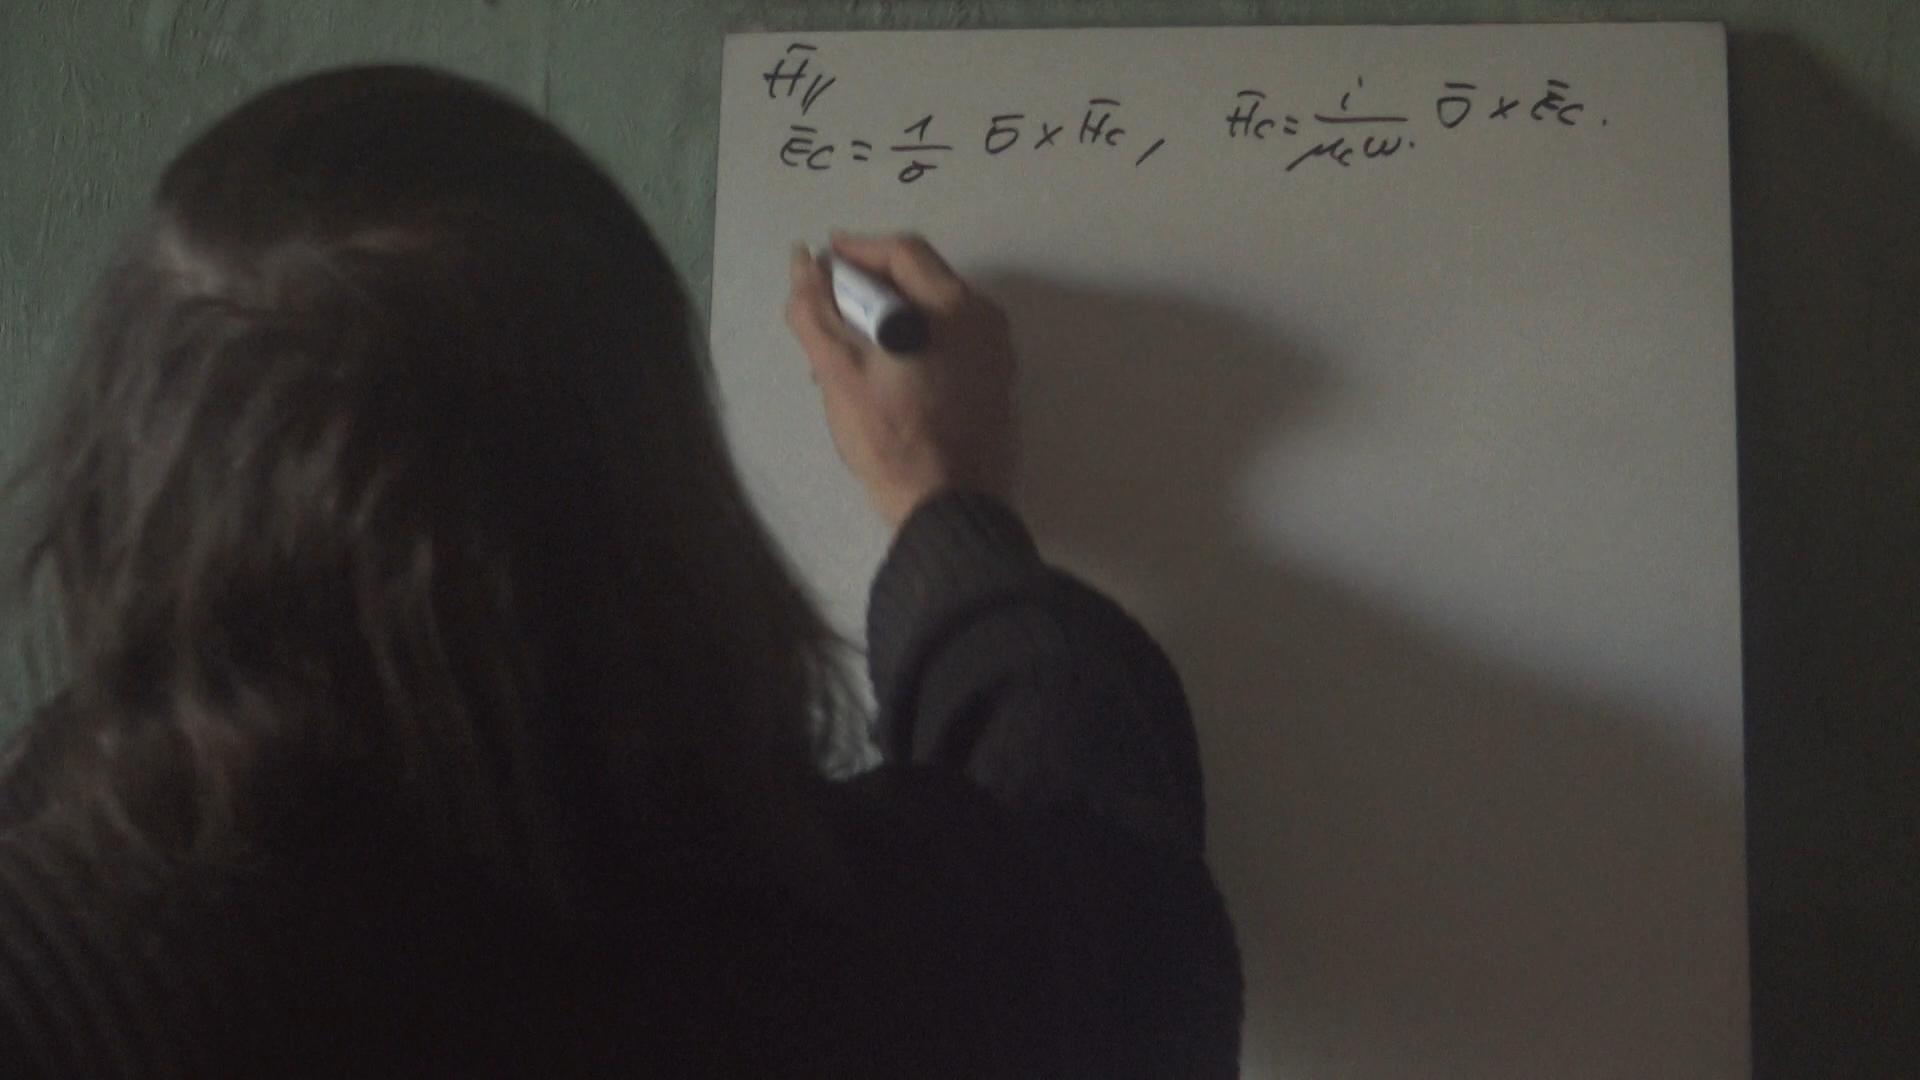 H̄∥
Ēc = 1/σ ∇̄ × H̄c, H̄c = i/μcω. ∇̄ × Ēc.